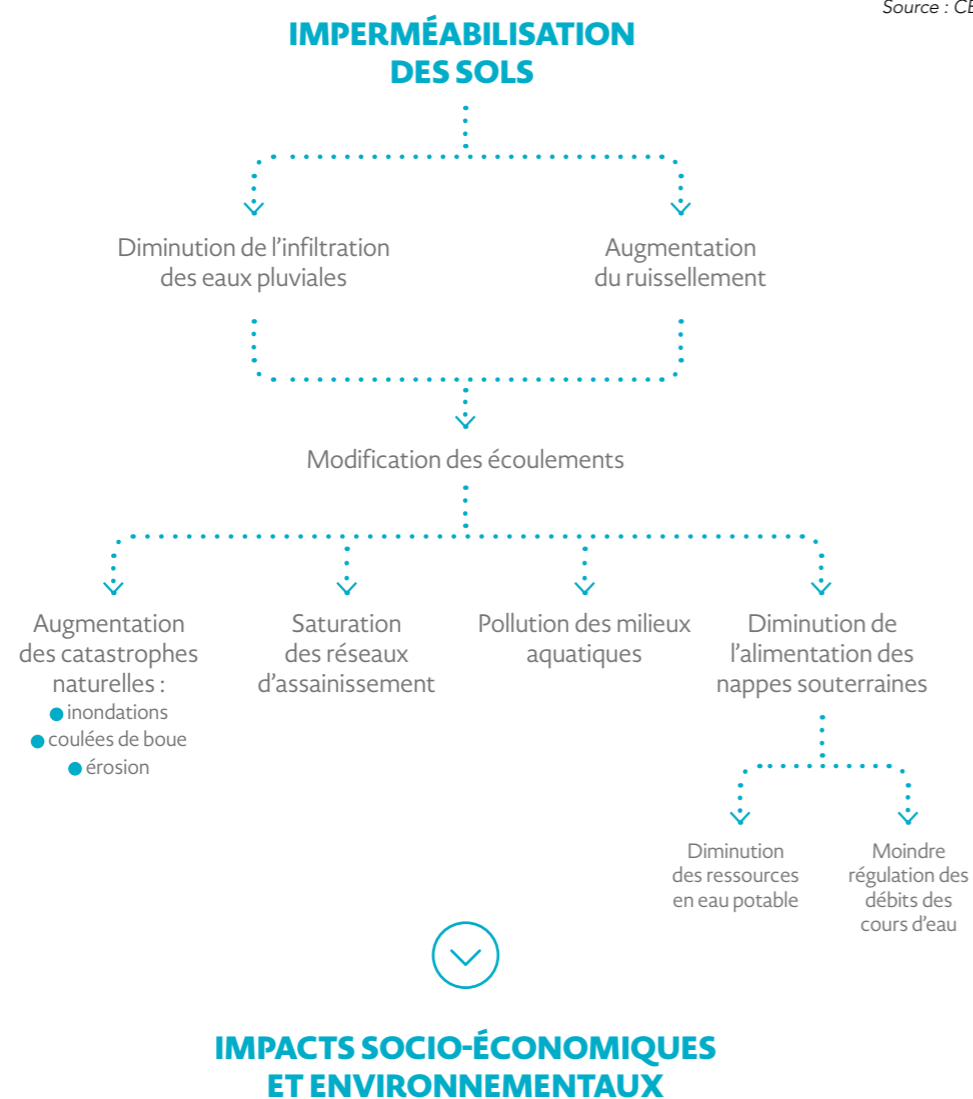 Source :
IMPERMÉABILISATION
DES SOLS
Diminution de l'infiltration
des eaux pluviales
Augmentation
du ruissellement
Modification des écoulements
Augmentation
des catastrophes
naturelles :
inondations
coulées de boue
érosion
Saturation
des réseaux
d'assainissement
Pollution des milieux
aquatiques
Diminution de
l'alimentation des
nappes souterraines
Diminution
des ressources
en eau potable
Moindre
régulation des
débits des
cours d'eau
IMPACTS SOCIO-ÉCONOMIQUES
ET ENVIRONNEMENTAUX